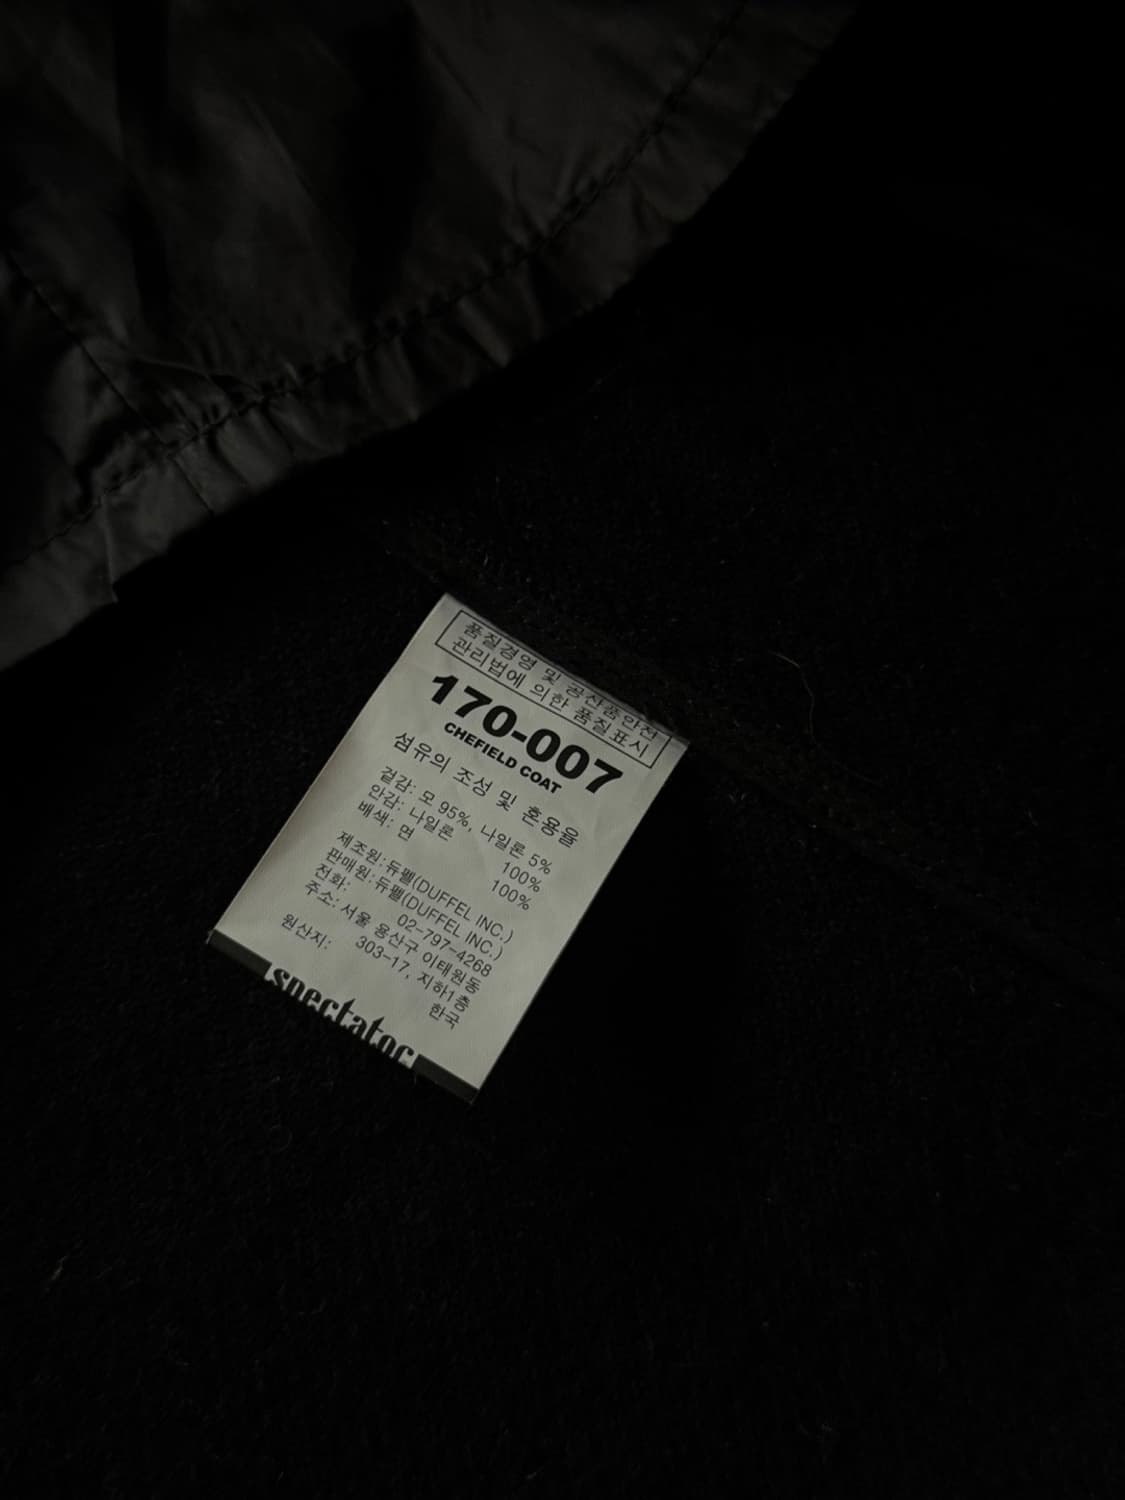 품질경영 및 공산품안전
관리법에 의한 품질표시
170-007
CHEFIELD COAT
섬유의 조성 및 혼용율
겉감: 모 95%, 나일론 5%
안감: 나일론 100%
배색: 면 100%
제조원: 듀펠(DUFFEL INC.)
판매원: 듀펠(DUFFEL INC.)
전화: 02-797-4268
주소: 서울 용산구 이태원동
303-17, 지하1층
원산지: 한국
spectator